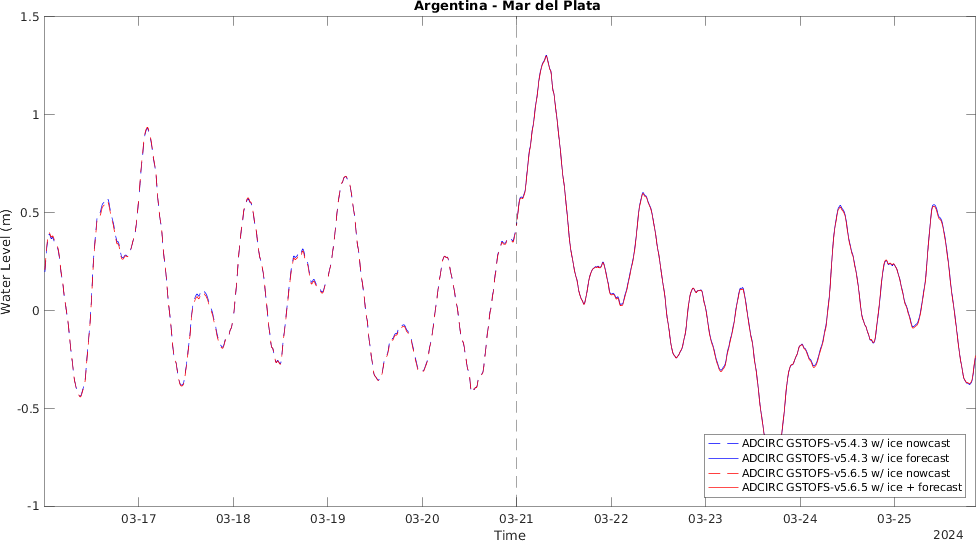 Argentina - Mar del Plata
1.5
1
0.5
0
-0.5
-1
Water Level (m)
03-17 03-18 03-19 03-20 03-21 03-22 03-23 03-24 03-25
Time
2024
ADCIRC GSTOFS-v5.4.3 w/ ice nowcast
ADCIRC GSTOFS-v5.4.3 w/ ice forecast
ADCIRC GSTOFS-v5.6.5 w/ ice nowcast
ADCIRC GSTOFS-v5.6.5 w/ ice + forecast